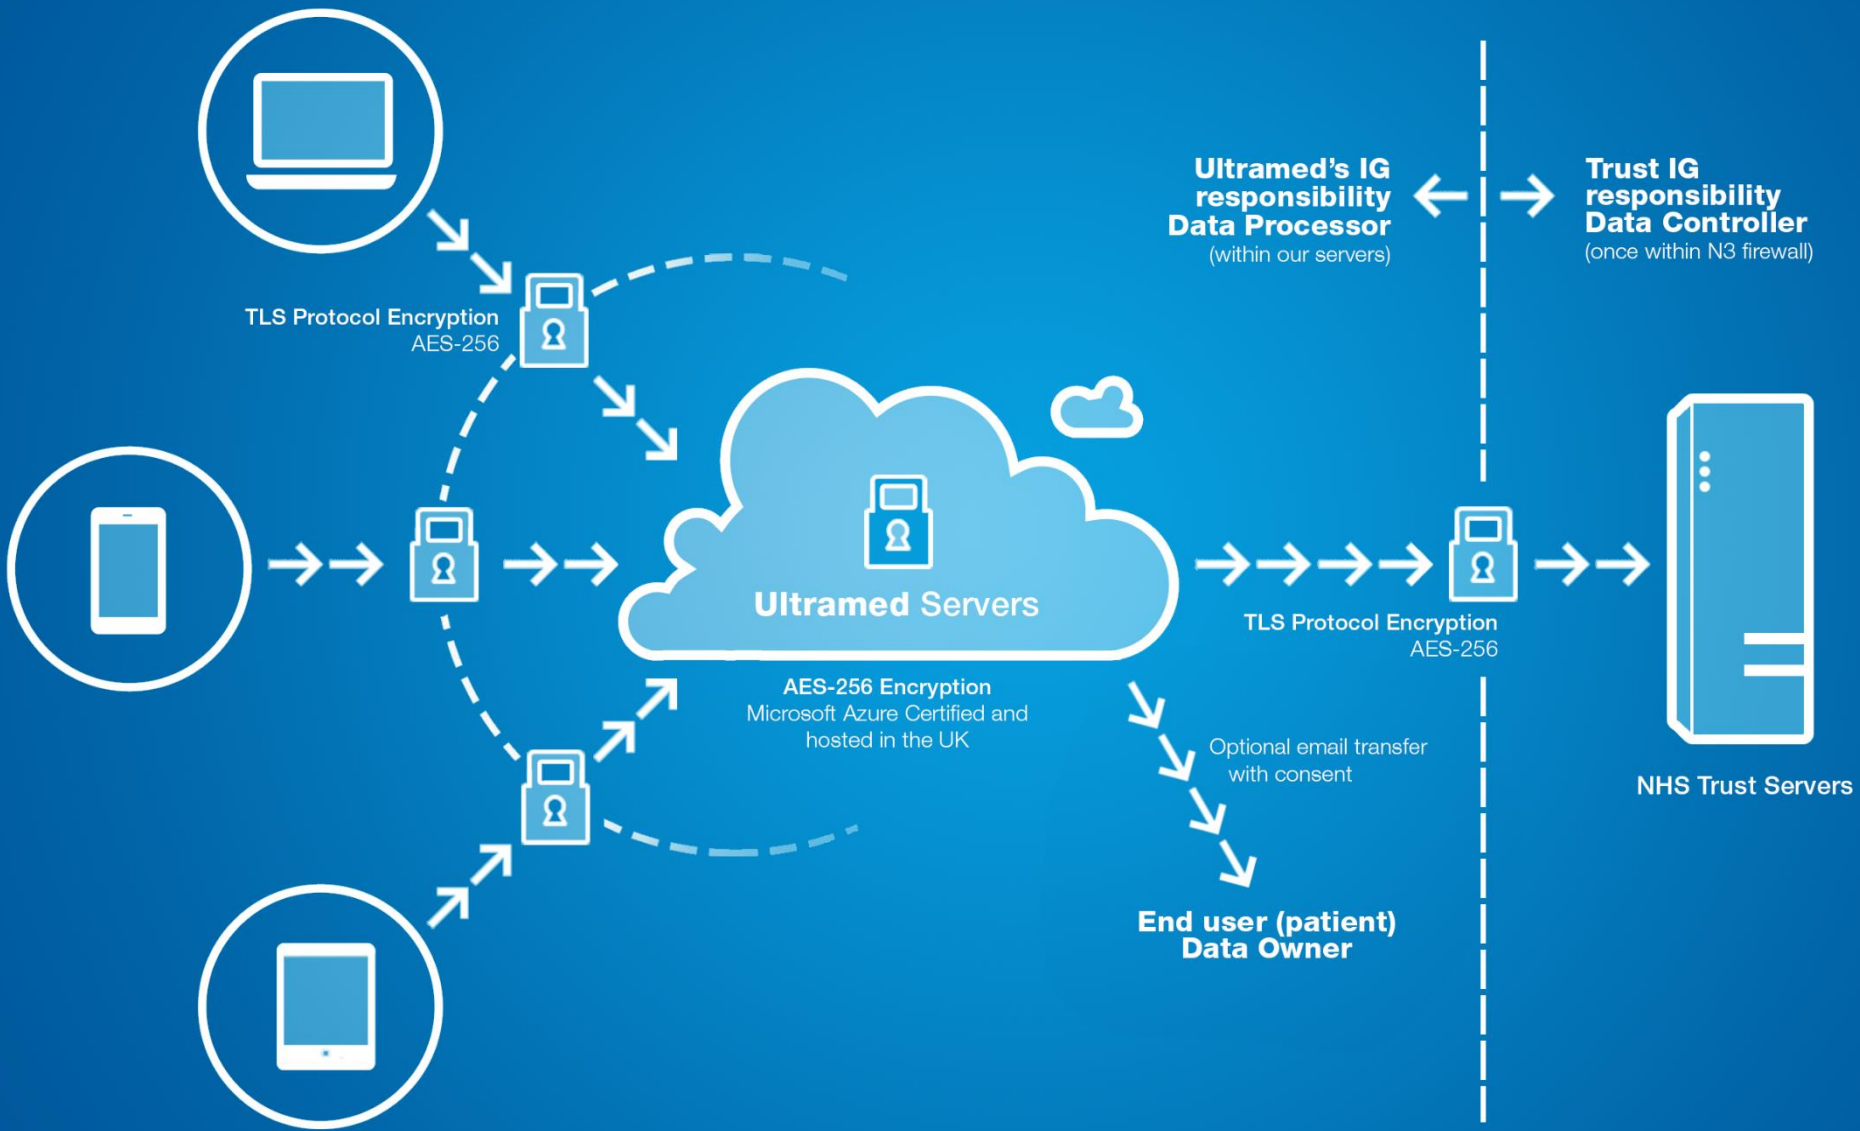 Ultramed's IG
responsibility
Data Processor
(within our servers)
Trust IG
responsibility
Data Controller
(once within N3 firewall)
TLS Protocol Encryption
AES-256
Ultramed Servers
AES-256 Encryption
Microsoft Azure Certified and
hosted in the UK
TLS Protocol Encryption
AES-256
Optional email transfer
with consent
NHS Trust Servers
End user (patient)
Data Owner